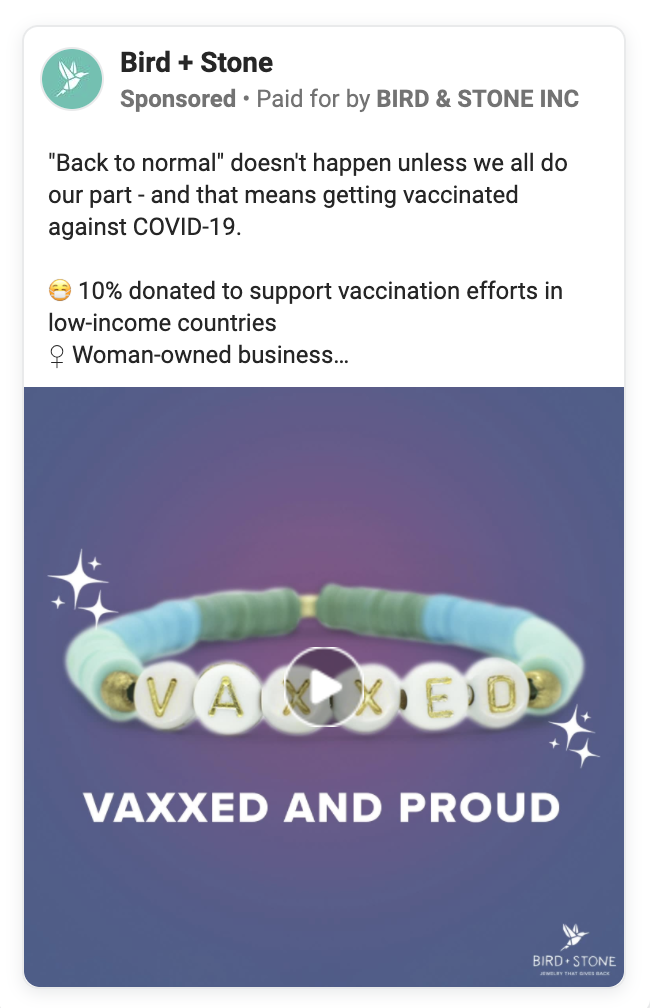 Bird + Stone
Sponsored • Paid for by BIRD & STONE INC
"Back to normal" doesn't happen unless we all do
our part - and that means getting vaccinated
against COVID-19.
😷 10% donated to support vaccination efforts in
low-income countries
♀ Woman-owned business…
VAXXED
VAXXED AND PROUD
BIRD + STONE
JEWELRY THAT GIVES BACK